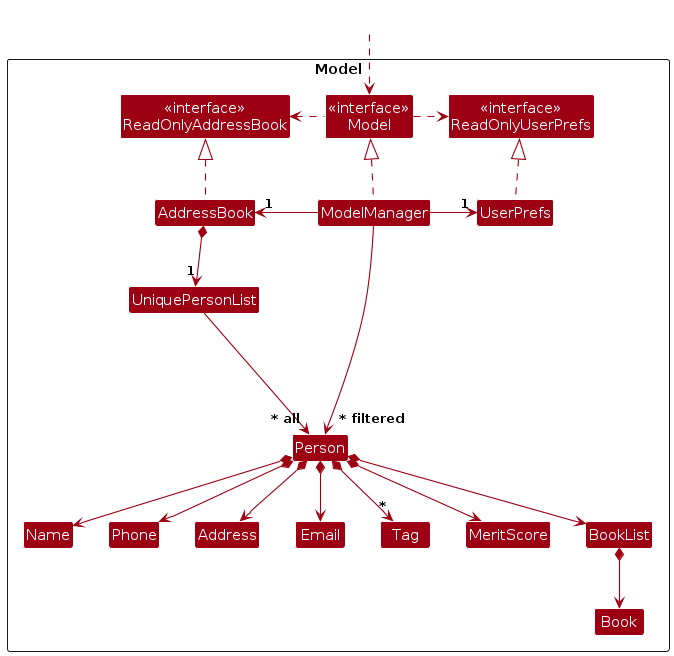 Model
«interface»
ReadOnlyAddressBook
«interface»
Model
«interface»
ReadOnlyUserPrefs
AddressBook
1
ModelManager
1
UserPrefs
1
UniquePersonList
* all
* filtered
Person
*
Name
Phone
Address
Email
Tag
MeritScore
BookList
Book